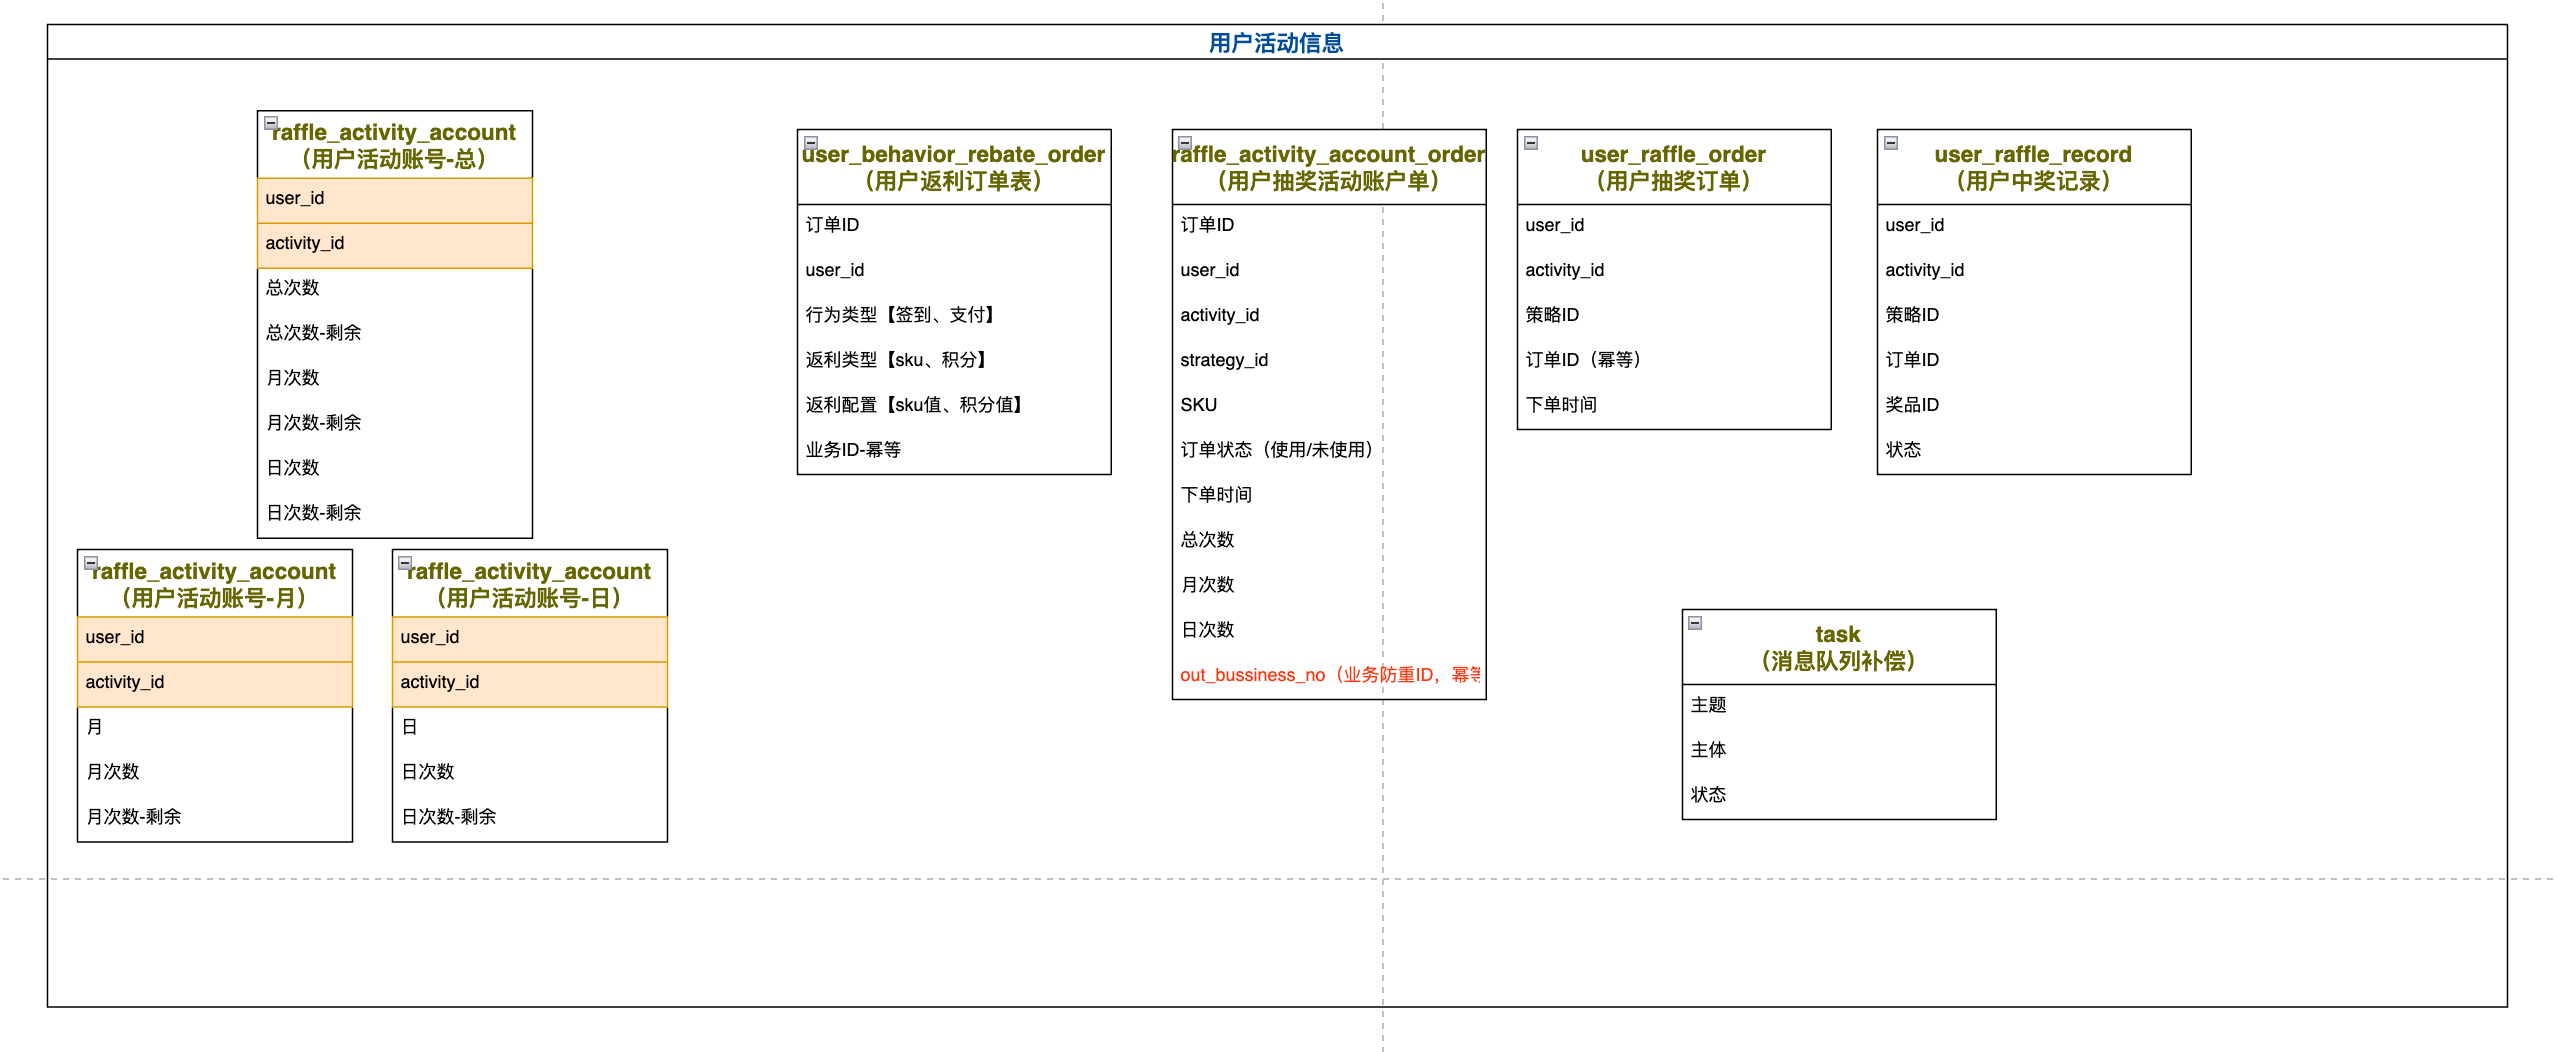 用户活动信息
raffle_activity_account
（用户活动账号-总）
user_id
activity_id
总次数
总次数-剩余
月次数
月次数-剩余
日次数
日次数-剩余
raffle_activity_account
（用户活动账号-月）
user_id
activity_id
月
月次数
月次数-剩余
raffle_activity_account
（用户活动账号-日）
user_id
activity_id
日
日次数
日次数-剩余
user_behavior_rebate_order
（用户返利订单表）
订单ID
user_id
行为类型【签到、支付】
返利类型【sku、积分】
返利配置【sku值、积分值】
业务ID-幂等
raffle_activity_account_order
（用户抽奖活动账户单）
订单ID
user_id
activity_id
strategy_id
SKU
订单状态（使用/未使用）
下单时间
总次数
月次数
日次数
out_bussiness_no（业务防重ID，幂等
user_raffle_order
（用户抽奖订单）
user_id
activity_id
策略ID
订单ID（幂等）
下单时间
user_raffle_record
（用户中奖记录）
user_id
activity_id
策略ID
订单ID
奖品ID
状态
task
（消息队列补偿）
主题
主体
状态